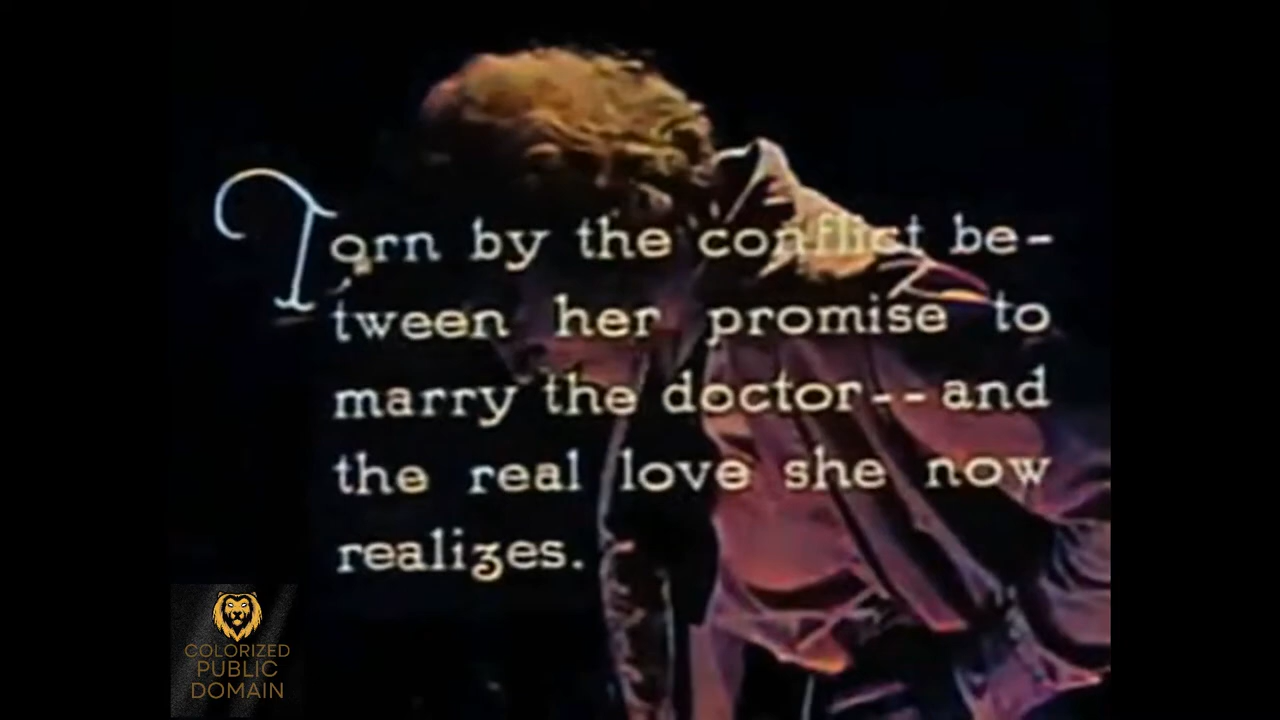 Torn by the conflict be-
tween her promise to
marry the doctor--and
the real love she now
realizes.
COLORIZED
PUBLIC
DOMAIN